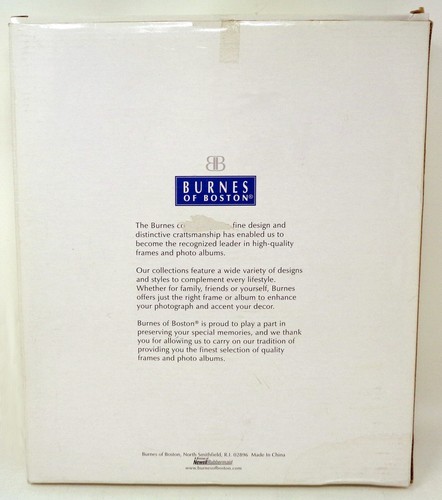 BB
BURNES
OF BOSTON®
The Burnes co fine design and
distinctive craftsmanship has enabled us to
become the recognized leader in high-quality
frames and photo albums.
Our collections feature a wide variety of designs
and styles to complement every lifestyle.
Whether for family, friends or yourself, Burnes
offers just the right frame or album to enhance
your photograph and accent your decor.
Burnes of Boston® is proud to play a part in
preserving your special memories, and we thank
you for allowing us to carry on our tradition of
providing you the finest selection of quality
frames and photo albums.
Burnes of Boston, North Smithfield, R.I. 02896 Made In China
Newell Rubbermaid
www.burnesofboston.com